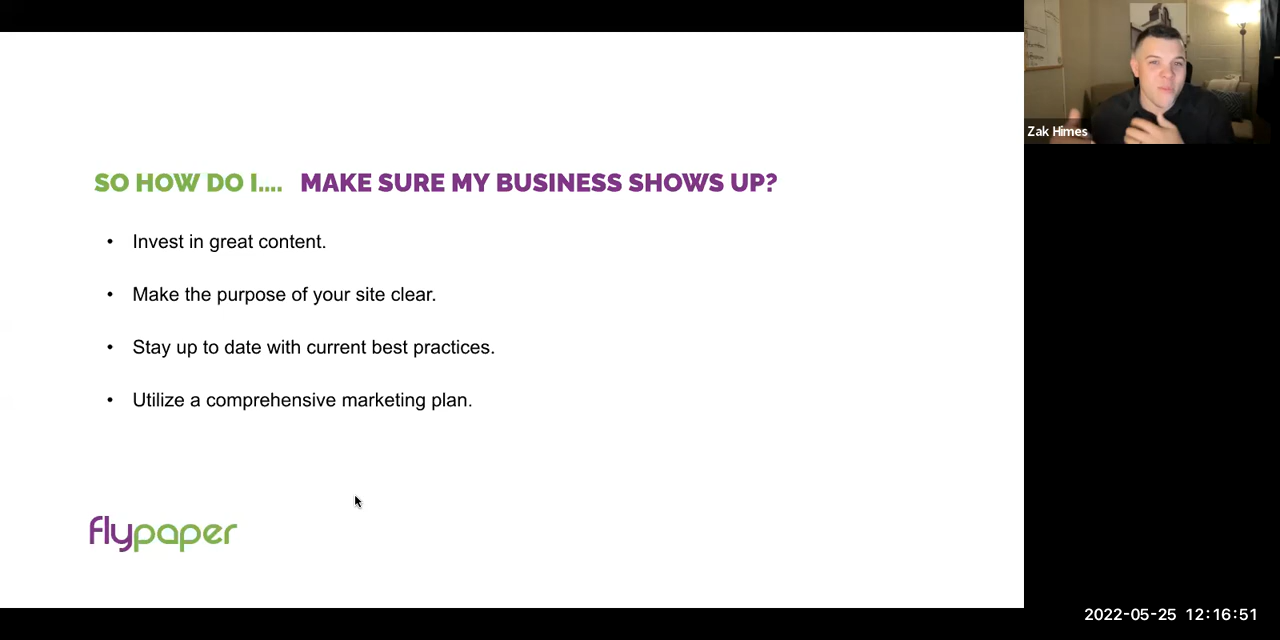 SO HOW DO I.... MAKE SURE MY BUSINESS SHOWS UP?
• Invest in great content.
• Make the purpose of your site clear.
• Stay up to date with current best practices.
• Utilize a comprehensive marketing plan.
flypaper
Zak Himes
2022-05-25 12:16:51